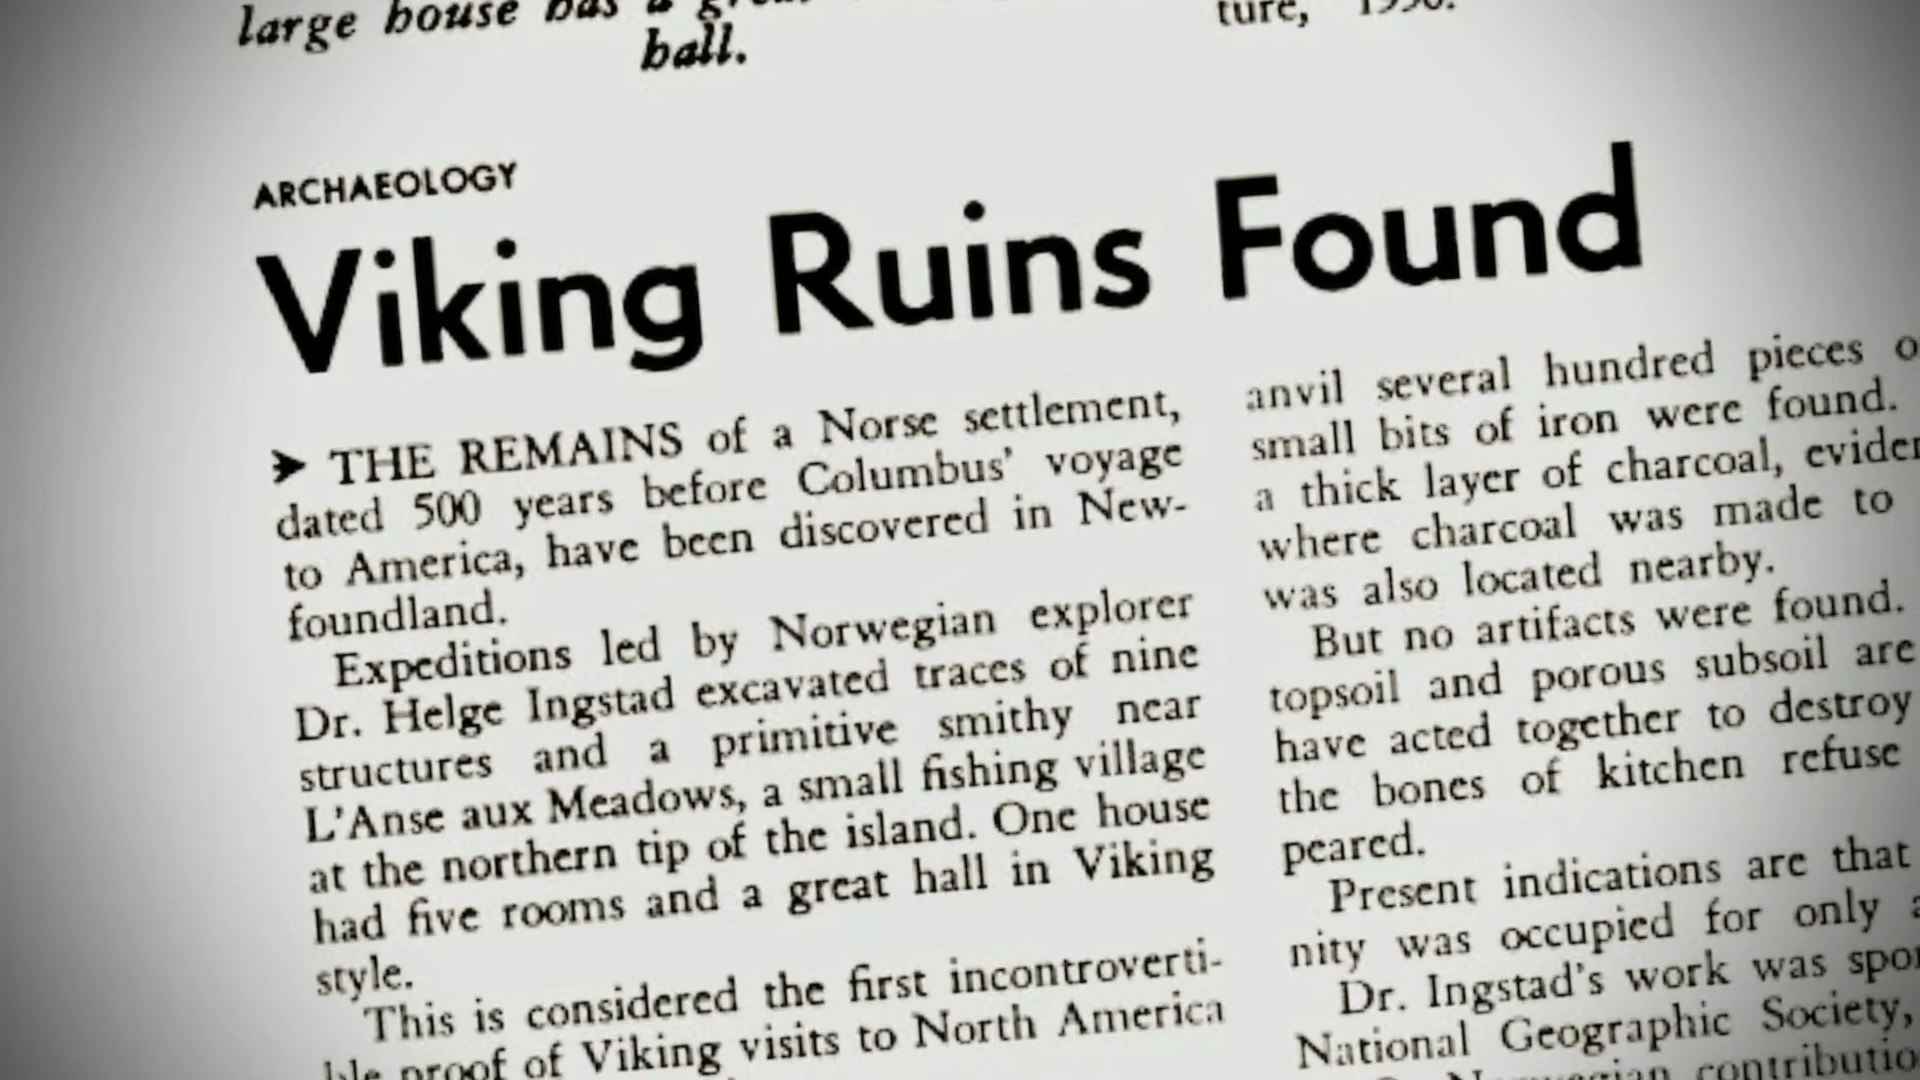 large house has a
hall.
ture, 1956.
ARCHAEOLOGY
Viking Ruins Found
➤ THE REMAINS of a Norse settlement,
dated 500 years before Columbus' voyage
to America, have been discovered in New-
foundland.
Expeditions led by Norwegian explorer
Dr. Helge Ingstad excavated traces of nine
structures and a primitive smithy near
L'Anse aux Meadows, a small fishing village
at the northern tip of the island. One house
had five rooms and a great hall in Viking
style.
This is considered the first incontroverti-
ble proof of Viking visits to North America
anvil several hundred pieces
small bits of iron were found.
a thick layer of charcoal,
where charcoal was made to
was also located nearby.
But no artifacts were found.
topsoil and porous subsoil are
have acted together to destroy
the bones of kitchen refuse
peared.
Present indications are that
nity was occupied for only
Dr. Ingstad's work was
National Geographic Society,
Norwegian